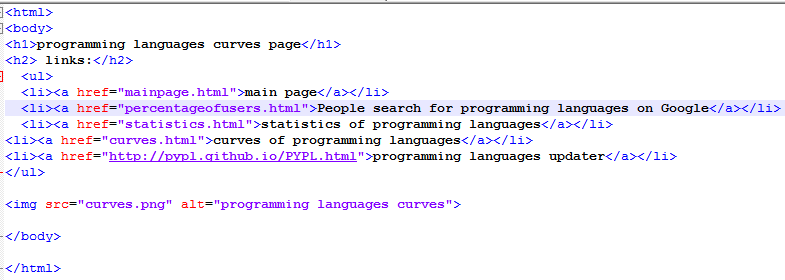 <html>
<body>
<h1>programming languages curves page</h1>
<h2> links:</h2>
<ul>
<li><a href="mainpage.html">main page</a></li>
<li><a href="percentageofusers.html">People search for programming languages on Google</a></li>
<li><a href="statistics.html">statistics of programming languages</a></li>
<li><a href="curves.html">curves of programming languages</a></li>
<li><a href="http://pypl.github.io/PYPL.html">programming languages updater</a></li>
</ul>
<img src="curves.png" alt="programming languages curves">
</body>
</html>